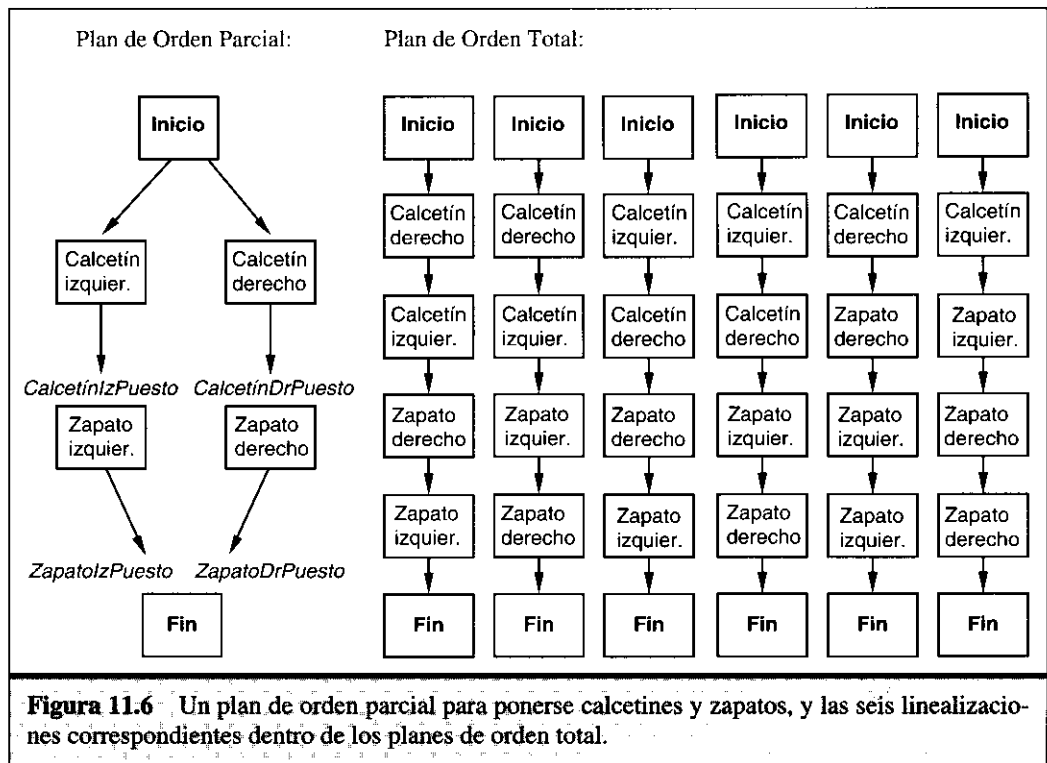 Plan de Orden Parcial:
Plan de Orden Total:
Inicio
Inicio
Inicio
Inicio
Inicio
Inicio
Inicio
Calcetín
izquier.
Calcetín
derecho
Calcetín
derecho
Calcetín
derecho
Calcetín
izquier.
Calcetín
izquier.
Calcetín
derecho
Calcetín
izquier.
Calcetín
izquier.
Calcetín
izquier.
Calcetín
derecho
Calcetín
derecho
Zapato
derecho
Zapato
izquier.
CalcetínIzPuesto
CalcetínDrPuesto
Zapato
izquier.
Zapato
derecho
Zapato
derecho
Zapato
izquier.
Zapato
derecho
Zapato
izquier.
Zapato
izquier.
Calcetín
derecho
Zapato
izquier.
Zapato
derecho
Zapato
izquier.
Zapato
derecho
Zapato
izquier.
Zapato
derecho
ZapatoIzPuesto
ZapatoDrPuesto
Fin
Fin
Fin
Fin
Fin
Fin
Fin
Figura 11.6 Un plan de orden parcial para ponerse calcetines y zapatos, y las seis linealizacio-
nes correspondientes dentro de los planes de orden total.